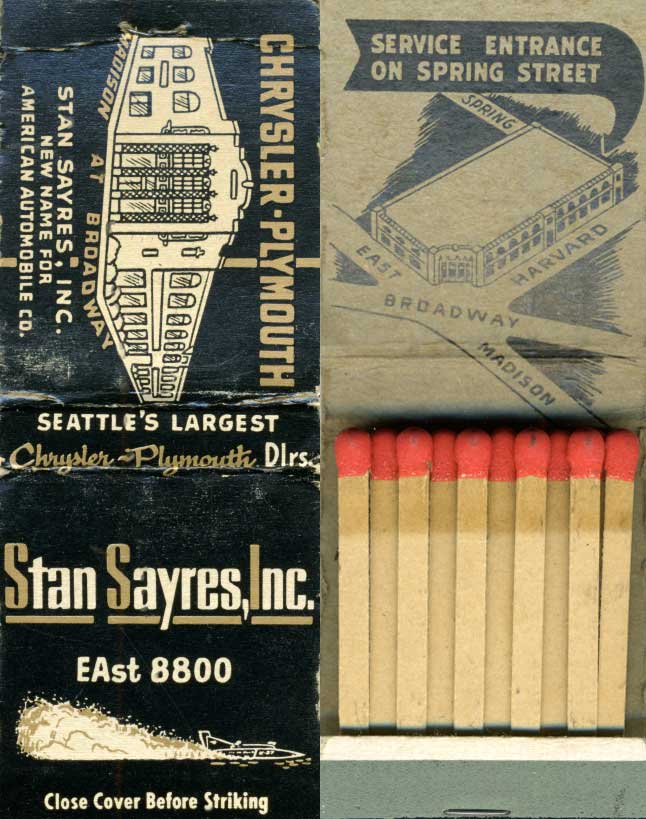 CHRYSLER-PLYMOUTH
MADISON AT BROADWAY
STAN SAYRES, INC.
NEW NAME FOR
AMERICAN AUTOMOBILE CO.
SEATTLE'S LARGEST
Chrysler-Plymouth Dlrs.
Stan Sayres, Inc.
EAst 8800
Close Cover Before Striking
SERVICE ENTRANCE
ON SPRING STREET
SPRING
EAST
HARVARD
BROADWAY
MADISON